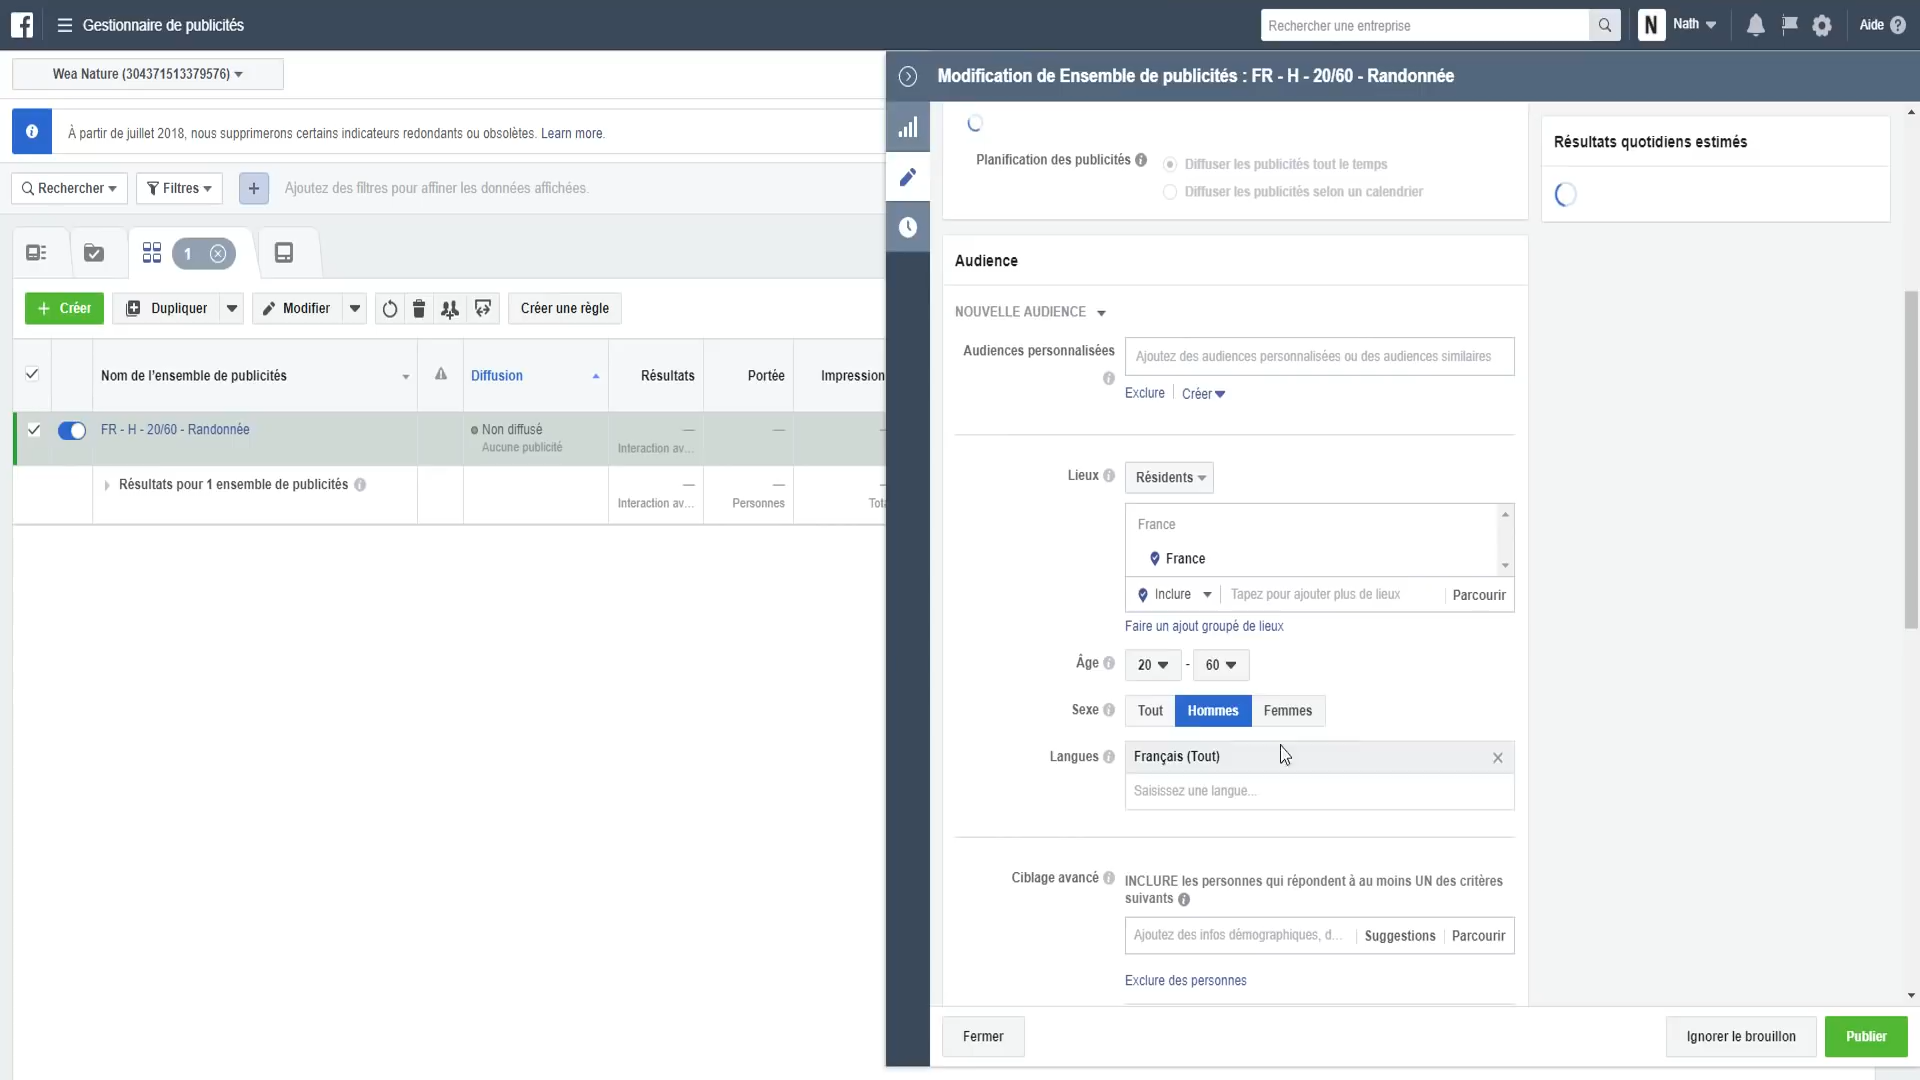 Gestionnaire de publicités
Rechercher une entreprise
N
Nath
Aide
Wea Nature (304371513379576)
À partir de juillet 2018, nous supprimerons certains indicateurs redondants ou obsolètes. Learn more.
Rechercher
Filtres
Ajoutez des filtres pour affiner les données affichées.
1
Créer
Dupliquer
Modifier
Créer une règle
Nom de l'ensemble de publicités
Diffusion
Résultats
Portée
Impression
FR - H - 20/60 - Randonnée
Non diffusé
Aucune publicité
—
Interaction av...
—
Résultats pour 1 ensemble de publicités
—
Interaction av...
—
Personnes
Tota
Modification de Ensemble de publicités : FR - H - 20/60 - Randonnée
Planification des publicités
Diffuser les publicités tout le temps
Diffuser les publicités selon un calendrier
Résultats quotidiens estimés
Audience
NOUVELLE AUDIENCE
Audiences personnalisées
Ajoutez des audiences personnalisées ou des audiences similaires
Exclure
Créer
Lieux
Résidents
France
France
Inclure
Tapez pour ajouter plus de lieux
Parcourir
Faire un ajout groupé de lieux
Âge
20 - 60
Sexe
Tout
Hommes
Femmes
Langues
Français (Tout)
Saisissez une langue...
Ciblage avancé
INCLURE les personnes qui répondent à au moins UN des critères
suivants
Ajoutez des infos démographiques, d...
Suggestions
Parcourir
Exclure des personnes
Fermer
Ignorer le brouillon
Publier